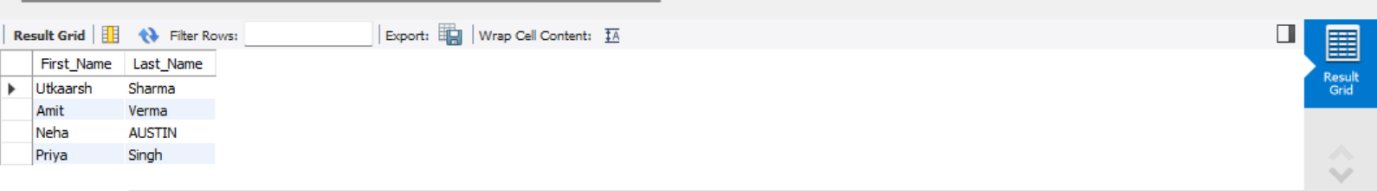 Result Grid Filter Rows: Export: Wrap Cell Content: IA
First_Name Last_Name
Utkaarsh Sharma
Amit Verma
Neha AUSTIN
Priya Singh
Result
Grid